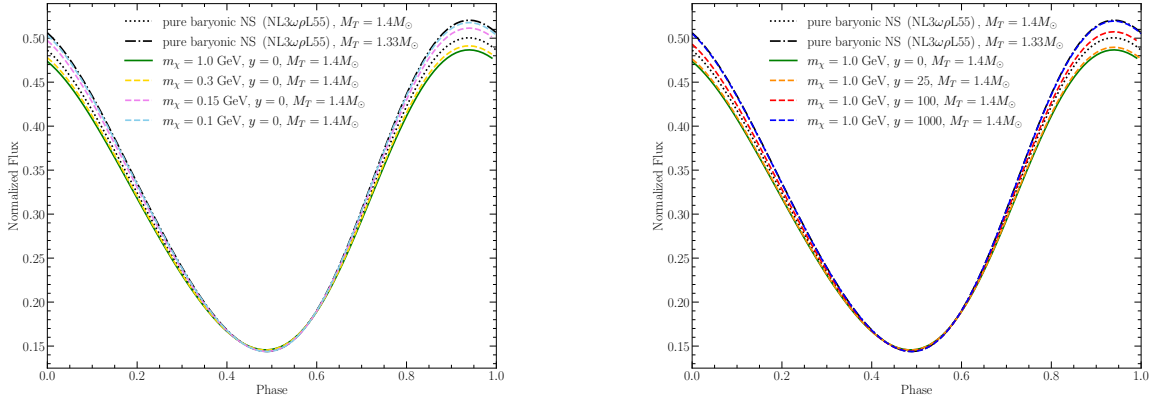 pure baryonic NS (NL3ωρL55), M_T = 1.4M_⊙
pure baryonic NS (NL3ωρL55), M_T = 1.33M_⊙
m_χ = 1.0 GeV, y = 0, M_T = 1.4M_⊙
m_χ = 0.3 GeV, y = 0, M_T = 1.4M_⊙
m_χ = 0.15 GeV, y = 0, M_T = 1.4M_⊙
m_χ = 0.1 GeV, y = 0, M_T = 1.4M_⊙
0.50
0.45
0.40
0.35
0.30
0.25
0.20
0.15
Normalized Flux
0.0 0.2 0.4 0.6 0.8 1.0
Phase
pure baryonic NS (NL3ωρL55), M_T = 1.4M_⊙
pure baryonic NS (NL3ωρL55), M_T = 1.33M_⊙
m_χ = 1.0 GeV, y = 0, M_T = 1.4M_⊙
m_χ = 1.0 GeV, y = 25, M_T = 1.4M_⊙
m_χ = 1.0 GeV, y = 100, M_T = 1.4M_⊙
m_χ = 1.0 GeV, y = 1000, M_T = 1.4M_⊙
0.50
0.45
0.40
0.35
0.30
0.25
0.20
0.15
Normalized Flux
0.0 0.2 0.4 0.6 0.8 1.0
Phase